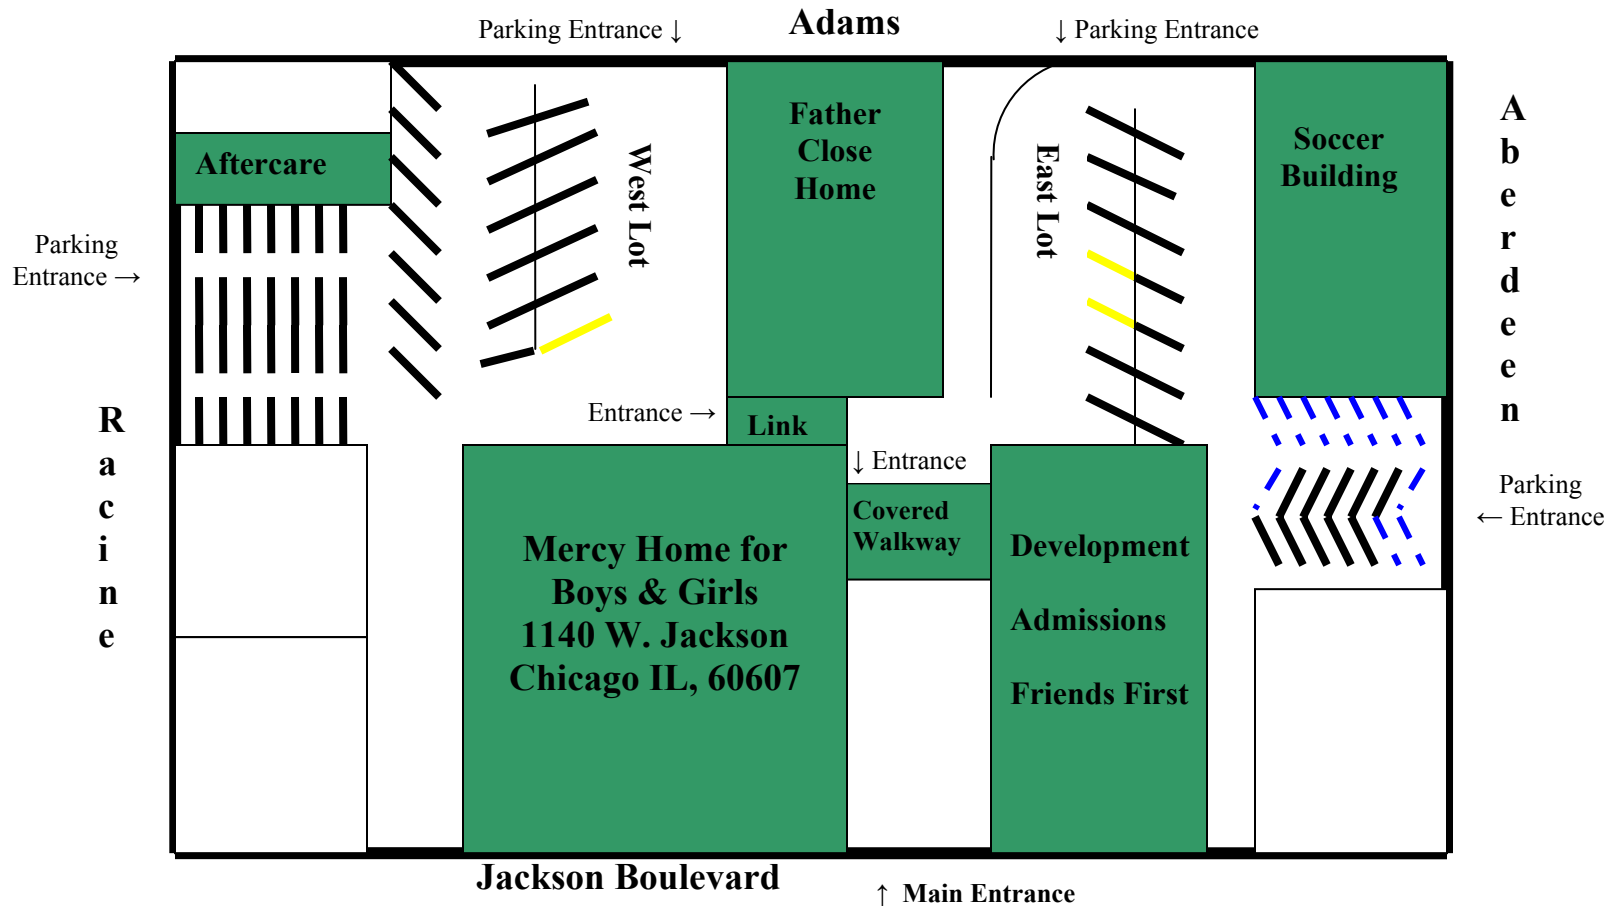 Adams
Parking Entrance ↓
↓ Parking Entrance
Aftercare
West Lot
Father
Close
Home
East Lot
Soccer
Building
Aberdeen
Parking
Entrance →
Racine
Entrance →
Link
↓ Entrance
Covered
Walkway
Parking
← Entrance
Mercy Home for
Boys & Girls
1140 W. Jackson
Chicago IL, 60607
Development
Admissions
Friends First
Jackson Boulevard
↑ Main Entrance